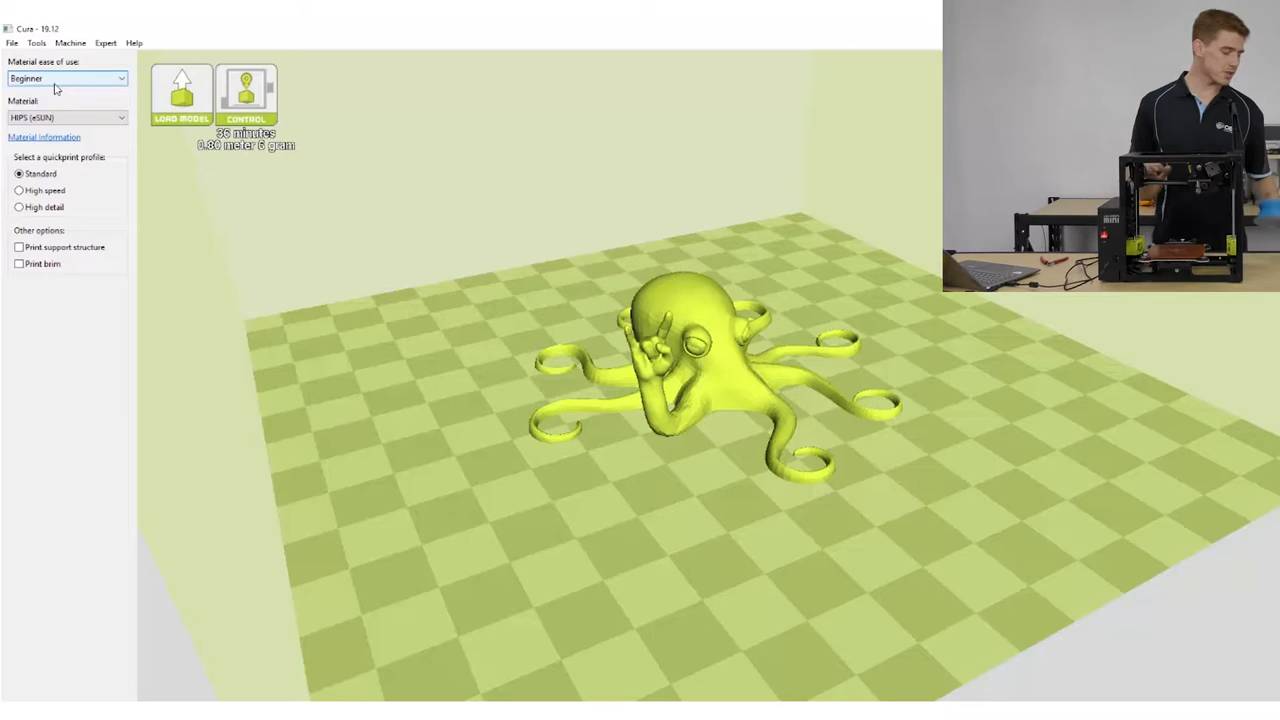 Cura - 19.12
File Tools Machine Expert Help
Material ease of use:
Beginner
Material:
HIPS (eSUN)
Material Information
Select a quickprint profile:
Standard
High speed
High detail
Other options:
Print support structure
Print brim
LOAD MODEL
CONTROL
36 minutes
0.80 meter 6 gram
mini